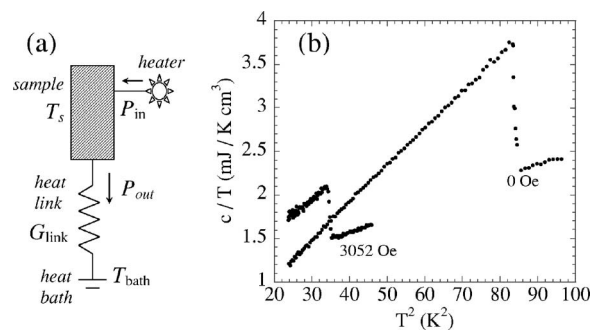 (a)
heater
sample
T_s
P_in
heat
link
P_out
G_link
heat
bath
T_bath
(b)
c / T (mJ / K cm³)
4
3.5
3
2.5
2
1.5
1
0 Oe
3052 Oe
20 30 40 50 60 70 80 90 100
T² (K²)